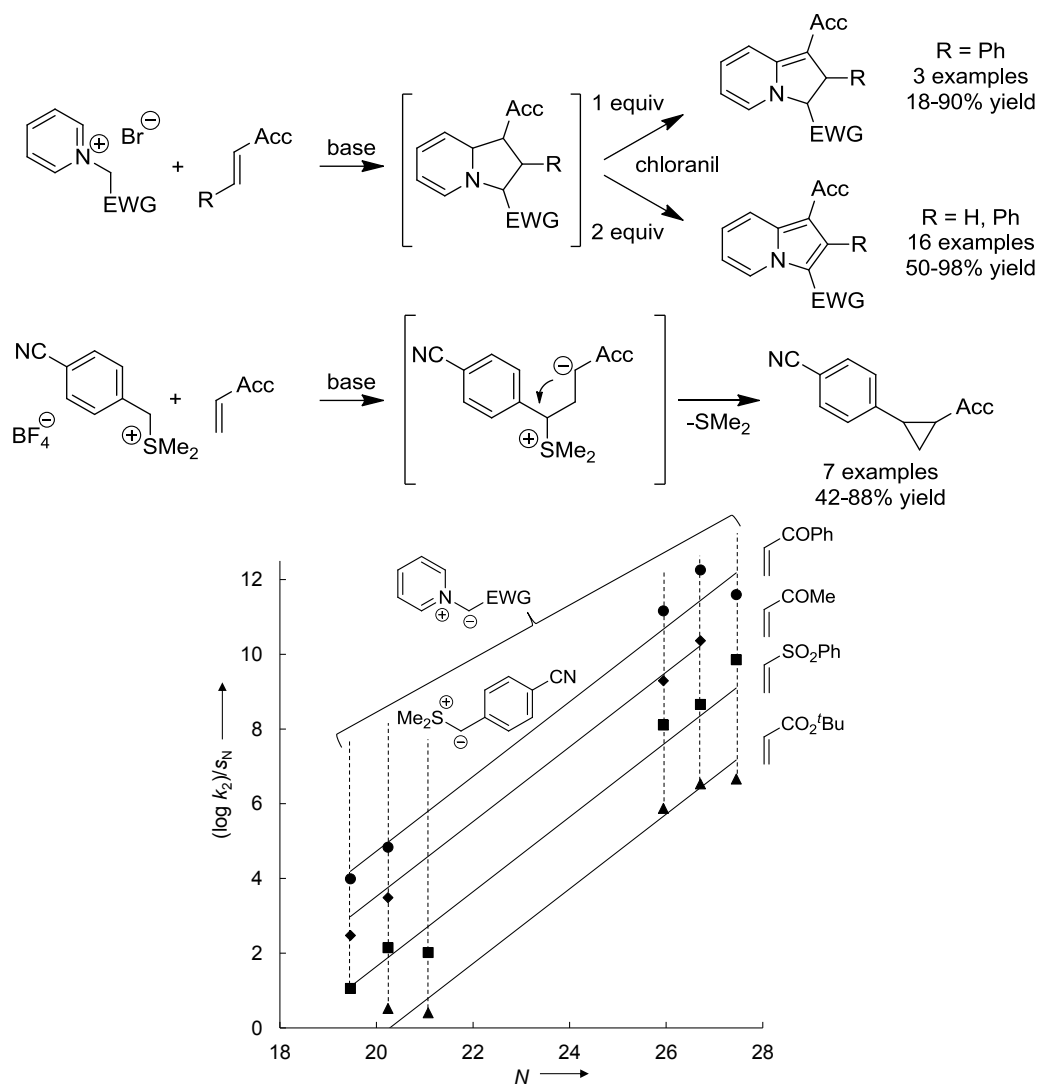 Acc
R = Ph
3 examples
18-90% yield
R
N
EWG
Br⊖
N⊕
EWG
+
Acc
R
base
Acc
R
N
EWG
1 equiv
chloranil
2 equiv
Acc
R
N
EWG
R = H, Ph
16 examples
50-98% yield
NC
BF4⊖
⊕SMe2
+
Acc
base
NC
⊖
Acc
⊕SMe2
-SMe2
NC
Acc
7 examples
42-88% yield
N⊕
⊖
EWG
CN
Me2S⊕
⊖
COPh
COMe
SO2Ph
CO2tBu
(log k2)/sN
12
10
8
6
4
2
0
18
20
22
24
26
28
N